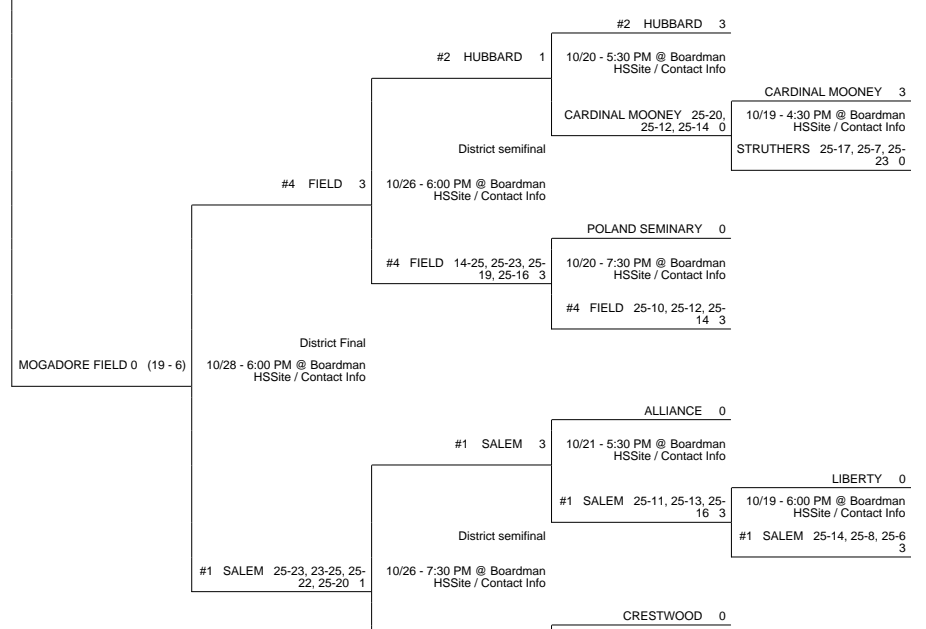 #2 HUBBARD 3
#2 HUBBARD 1
10/20 - 5:30 PM @ Boardman
HSSite / Contact Info
CARDINAL MOONEY 3
CARDINAL MOONEY 25-20,
25-12, 25-14 0
10/19 - 4:30 PM @ Boardman
HSSite / Contact Info
District semifinal
STRUTHERS 25-17, 25-7, 25-
23 0
#4 FIELD 3
10/26 - 6:00 PM @ Boardman
HSSite / Contact Info
POLAND SEMINARY 0
#4 FIELD 14-25, 25-23, 25-
19, 25-16 3
10/20 - 7:30 PM @ Boardman
HSSite / Contact Info
#4 FIELD 25-10, 25-12, 25-
14 3
District Final
MOGADORE FIELD 0 (19 - 6)
10/28 - 6:00 PM @ Boardman
HSSite / Contact Info
ALLIANCE 0
#1 SALEM 3
10/21 - 5:30 PM @ Boardman
HSSite / Contact Info
LIBERTY 0
#1 SALEM 25-11, 25-13, 25-
16 3
10/19 - 6:00 PM @ Boardman
HSSite / Contact Info
District semifinal
#1 SALEM 25-14, 25-8, 25-6
3
#1 SALEM 25-23, 23-25, 25-
22, 25-20 1
10/26 - 7:30 PM @ Boardman
HSSite / Contact Info
CRESTWOOD 0